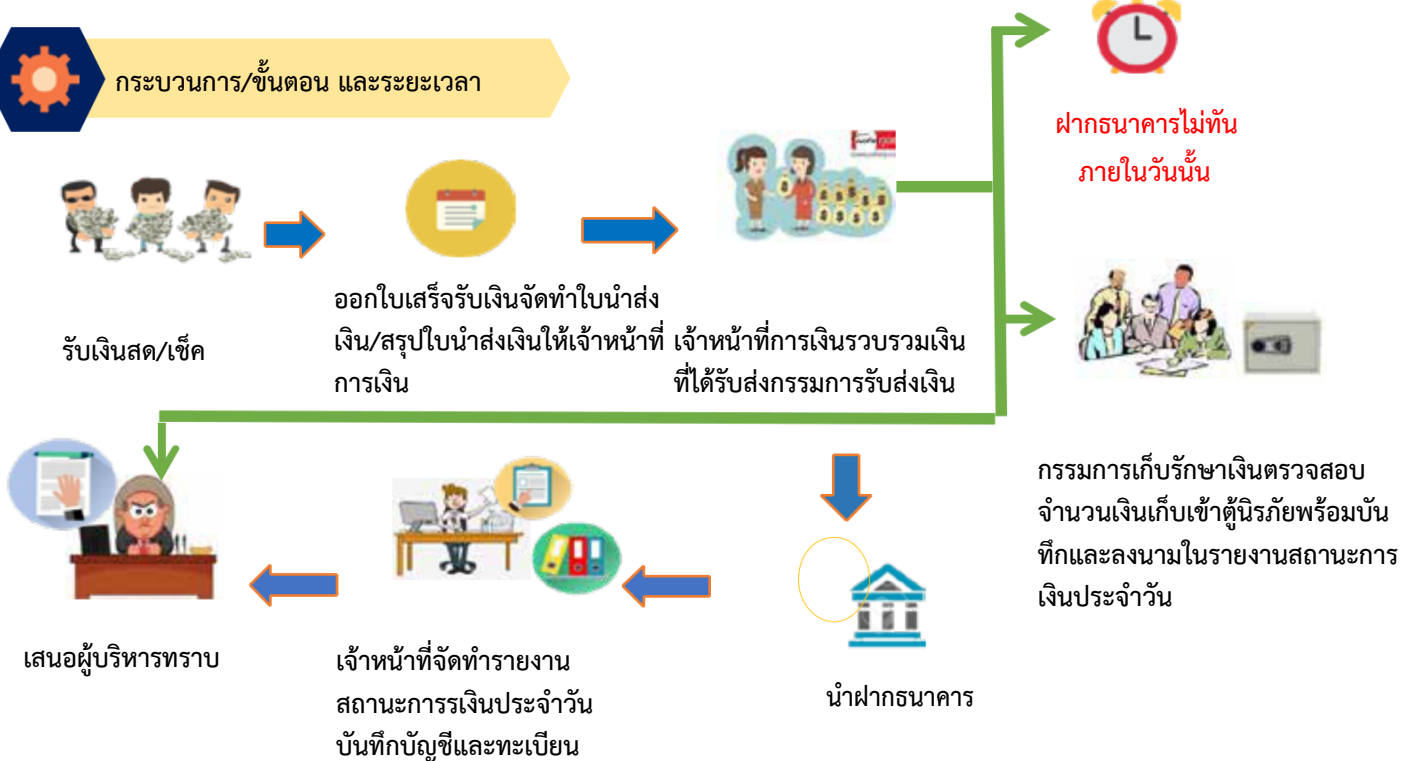 กระบวนการ/ขั้นตอน และระยะเวลา
ฝากธนาคารไม่ทัน
ภายในวันนั้น
รับเงินสด/เช็ค
ออกใบเสร็จรับเงินจัดทำใบนำส่ง
เงิน/สรุปใบนำส่งเงินให้เจ้าหน้าที่
การเงิน
เจ้าหน้าที่การเงินรวบรวมเงิน
ที่ได้รับส่งกรรมการรับส่งเงิน
กรรมการเก็บรักษาเงินตรวจสอบ
จำนวนเงินเก็บเข้าตู้นิรภัยพร้อมบัน
ทึกและลงนามในรายงานสถานะการ
เงินประจำวัน
นำฝากธนาคาร
เจ้าหน้าที่จัดทำรายงาน
สถานะการรเงินประจำวัน
บันทึกบัญชีและทะเบียน
เสนอผู้บริหารทราบ